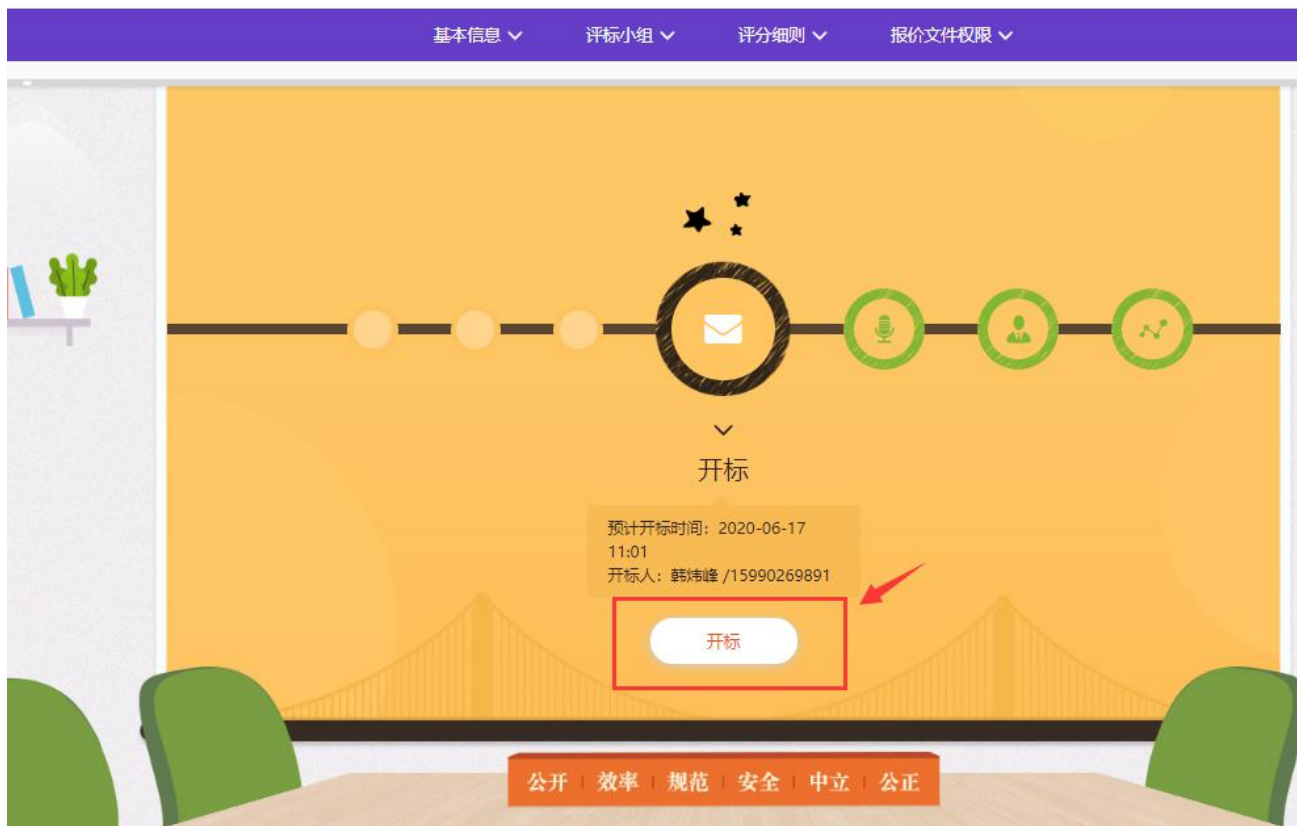 基本信息 评标小组 评分细则 报价文件权限
开标
预计开标时间：2020-06-17
11:01
开标人：韩炜峰 /15990269891
开标
公开 效率 规范 安全 中立 公正